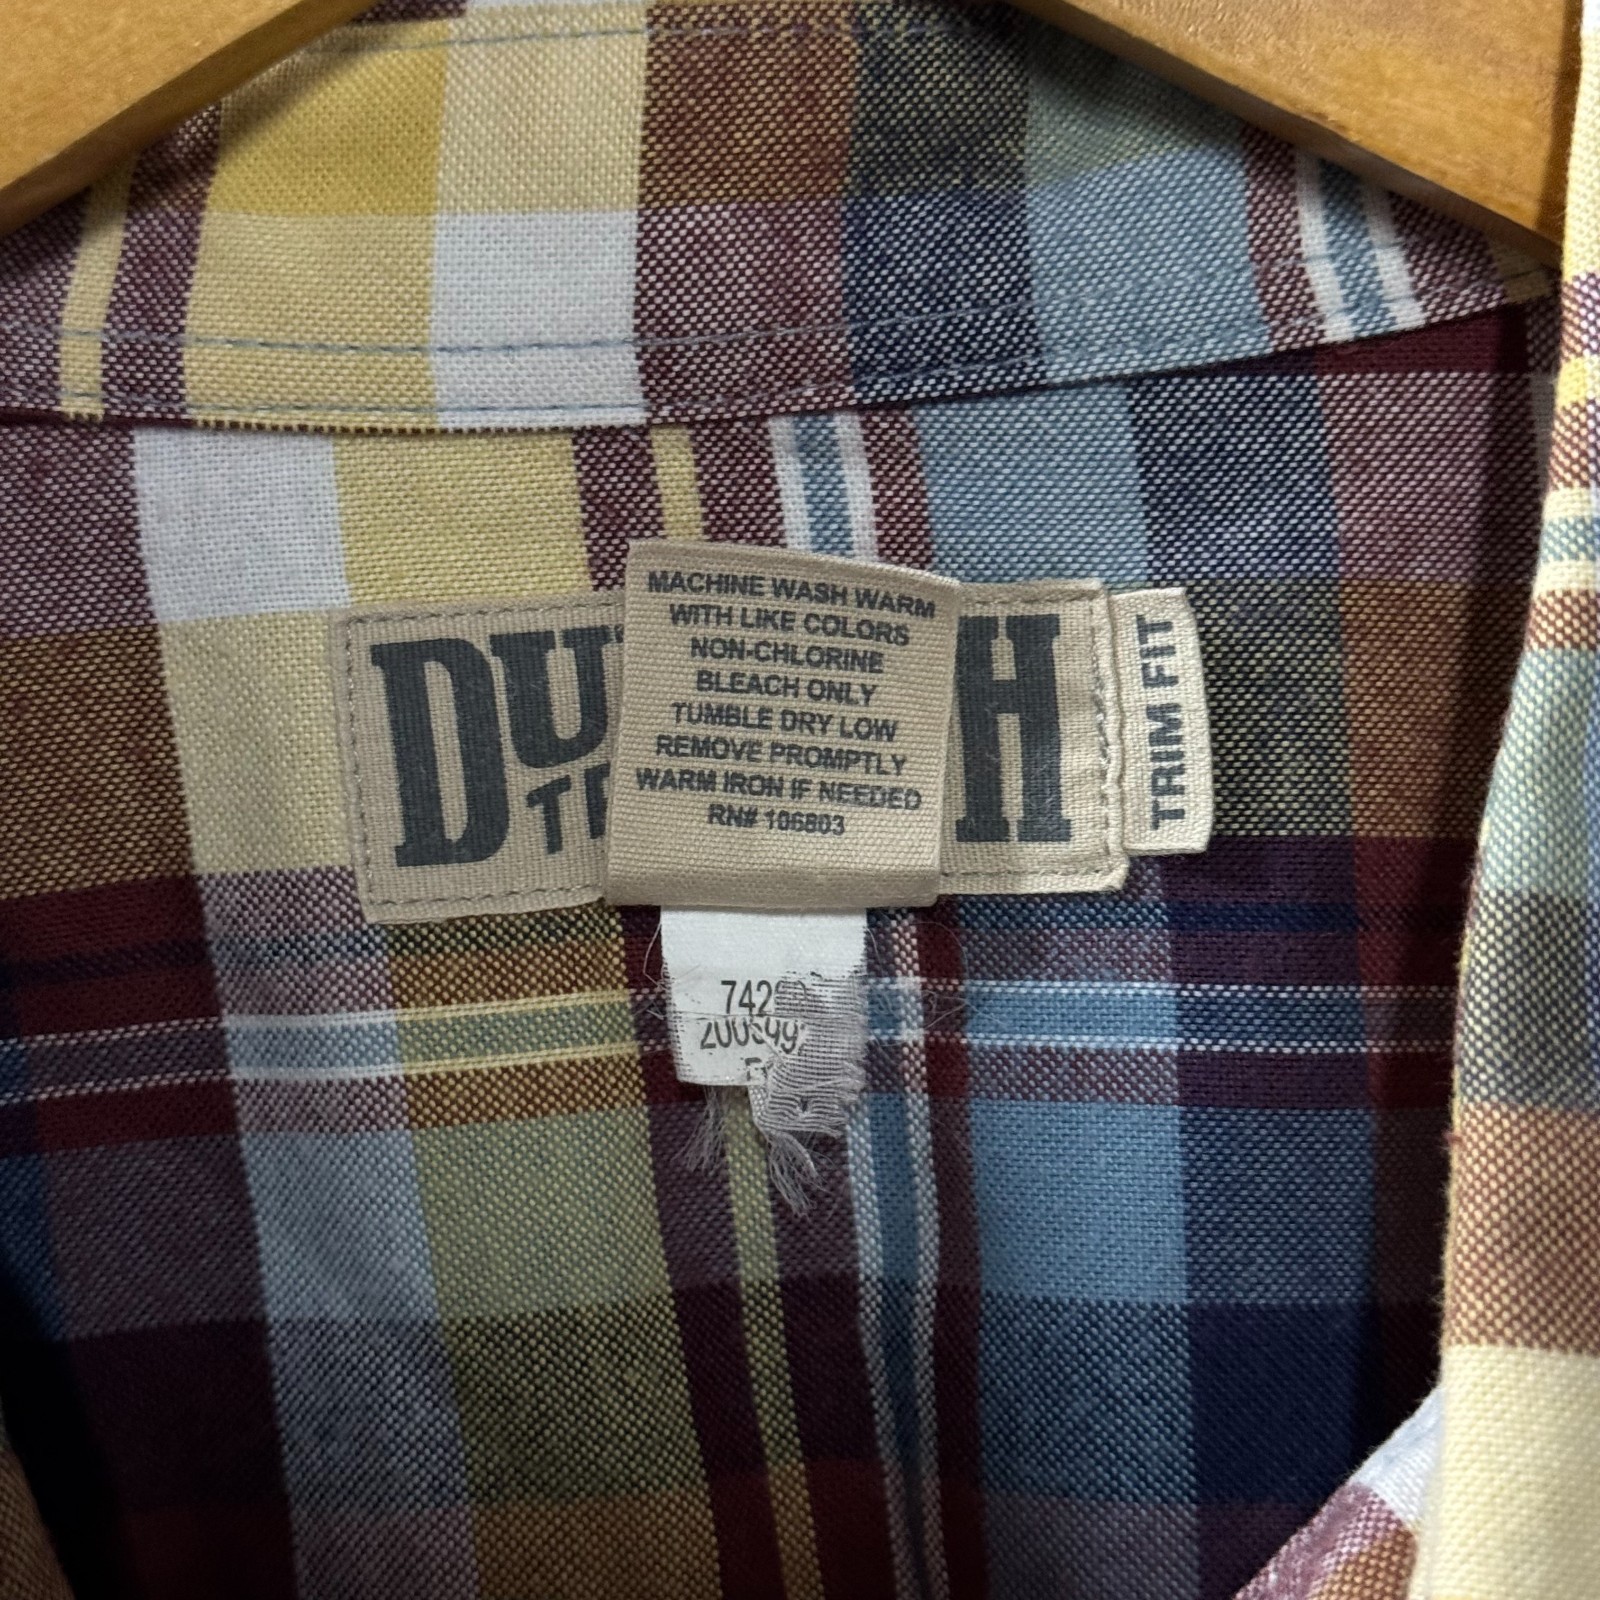 MACHINE WASH WARM
WITH LIKE COLORS
NON-CHLORINE
BLEACH ONLY
TUMBLE DRY LOW
REMOVE PROMPTLY
WARM IRON IF NEEDED
RN# 106803
DU H
TR
TRIM FIT